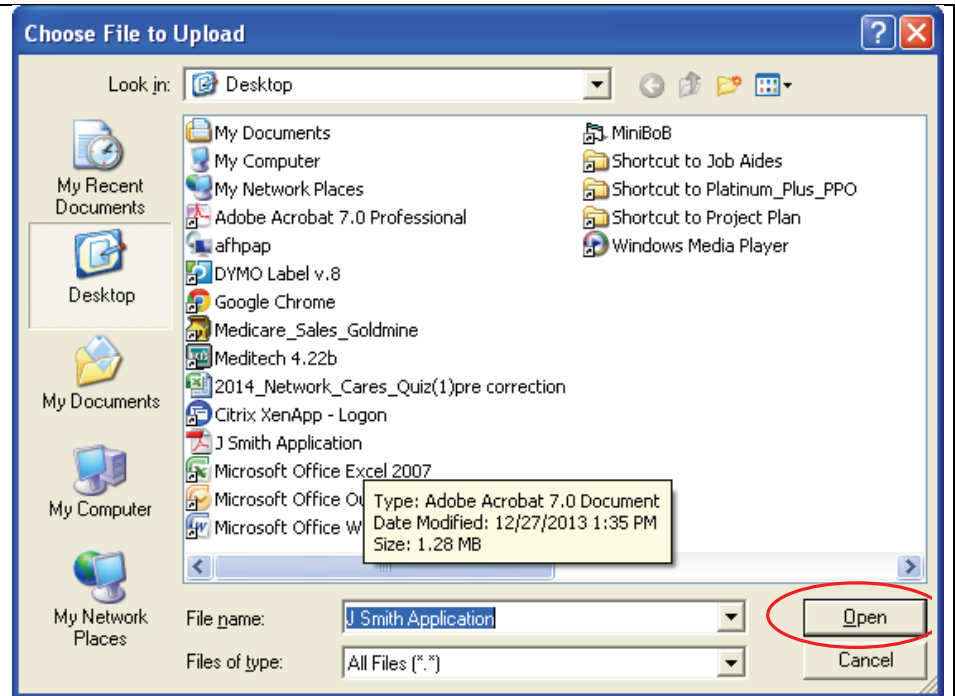 Choose File to Upload
Look in:
Desktop
My Recent
Documents
Desktop
My Documents
My Computer
My Network
Places
My Documents
My Computer
My Network Places
Adobe Acrobat 7.0 Professional
afhpap
DYMO Label v.8
Google Chrome
Medicare_Sales_Goldmine
Meditech 4.22b
2014_Network_Cares_Quiz(1)pre correction
Citrix XenApp - Logon
J Smith Application
Microsoft Office Excel 2007
Microsoft Office Ou
Microsoft Office W
MiniBoB
Shortcut to Job Aides
Shortcut to Platinum_Plus_PPO
Shortcut to Project Plan
Windows Media Player
Type: Adobe Acrobat 7.0 Document
Date Modified: 12/27/2013 1:35 PM
Size: 1.28 MB
File name:
J Smith Application
Open
Files of type:
All Files (*.*)
Cancel